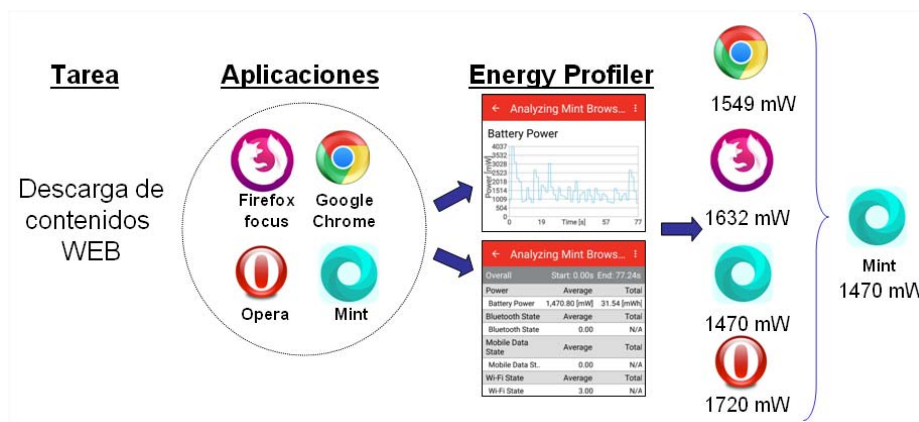 Tarea
Aplicaciones
Energy Profiler
Descarga de
contenidos
WEB
Firefox
focus
Google
Chrome
Opera
Mint
← Analyzing Mint Brows...
Battery Power
Power [mW]
4037
3532
3028
2523
2018
1514
1009
504
0
0 19 Time [s] 57 77
← Analyzing Mint Brows...
Overall Start: 0.00s End: 77.24s
Power Average Total
Battery Power 1,470.80 [mW] 31.54 [mWh]
Bluetooth State Average Total
Bluetooth State 0.00 N/A
Mobile Data
State Average Total
Mobile Data St.. 0.00 N/A
Wi-Fi State Average Total
Wi-Fi State 3.00 N/A
1549 mW
1632 mW
1470 mW
1720 mW
Mint
1470 mW